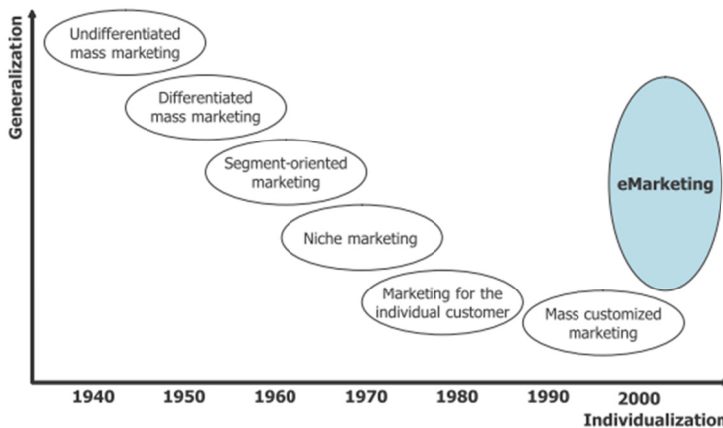 Generalization
Undifferentiated
mass marketing
Differentiated
mass marketing
Segment-oriented
marketing
Niche marketing
Marketing for the
individual customer
Mass customized
marketing
eMarketing
1940 1950 1960 1970 1980 1990 2000
Individualization